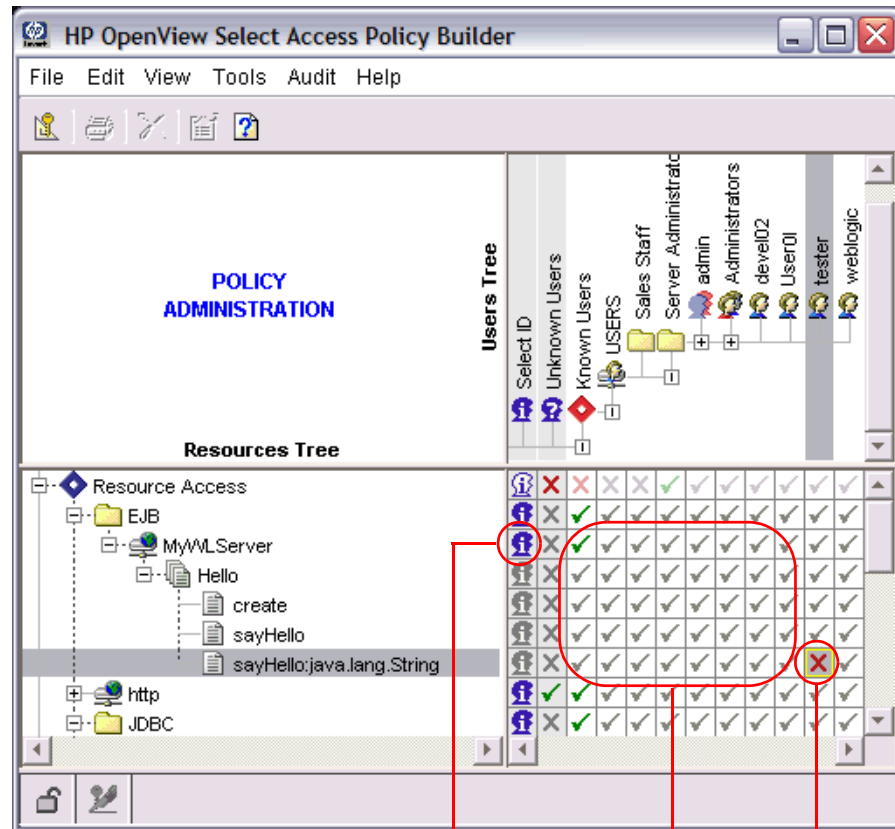 HP OpenView Select Access Policy Builder
File Edit View Tools Audit Help
POLICY
ADMINISTRATION
Users Tree
Resources Tree
Select ID
Unknown Users
Known Users
USERS
Sales Staff
Server Administratc
admin
Administrators
devel02
User01
tester
weblogic
Resource Access
EJB
MyWLServer
Hello
create
sayHello
sayHello:java.lang.String
http
JDBC